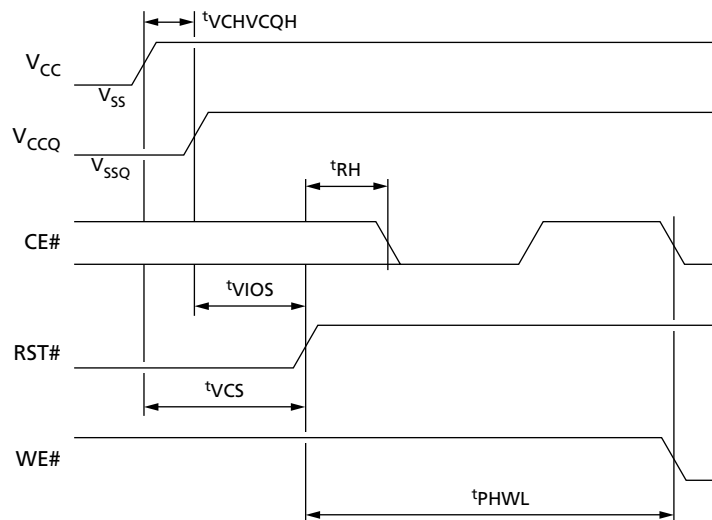 tVCHVCQH
VCC
VSS
VCCQ
VSSQ
tRH
CE#
tVIOS
RST#
tVCS
WE#
tPHWL